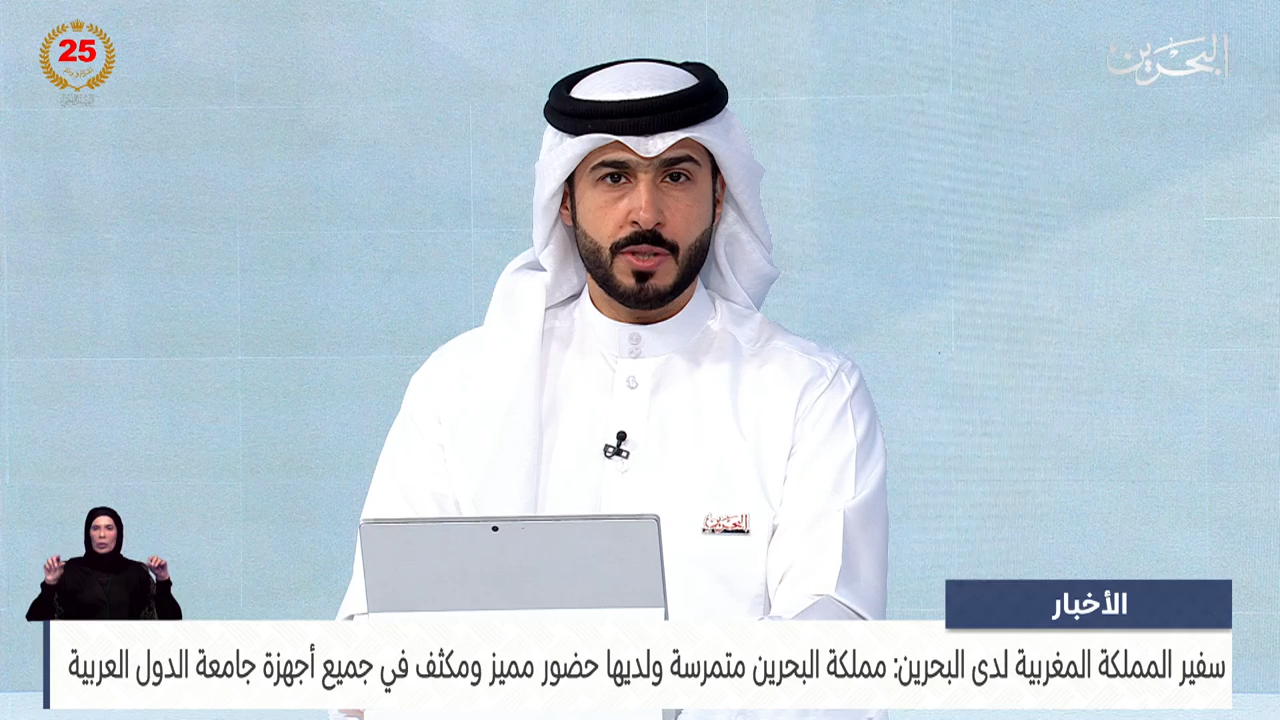 25
البحرين
البحرين
الأخبار
سفير المملكة المغربية لدى البحرين: مملكة البحرين متمرسة ولديها حضور مميز ومكثف في جميع أجهزة جامعة الدول العربية